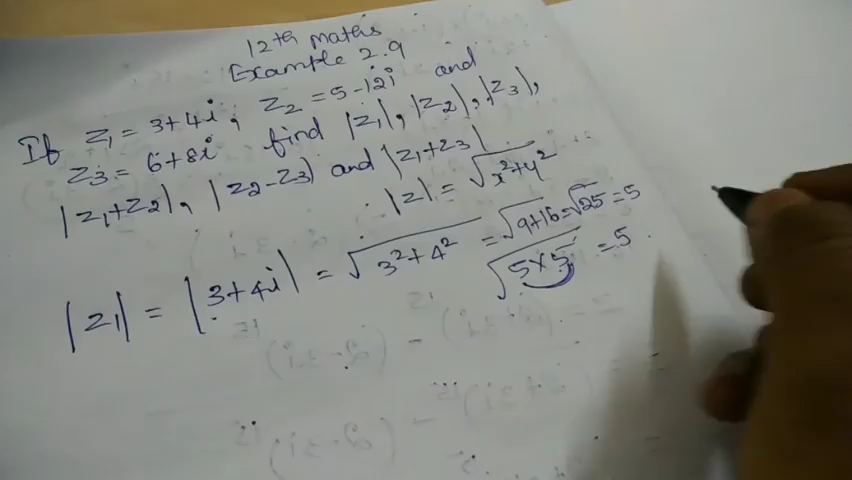 12th maths
Example 2.9
If z₁ = 3+4i, z₂ = 5-12i and
z₃ = 6+8i find |z₁|, |z₂|, |z₃|,
|z₁+z₂|, |z₂-z₃| and |z₁+z₃|
|z| = √x²+y²
|z₁| = |3+4i| = √3²+4² = √9+16 = √25 = 5
√5×5 = 5